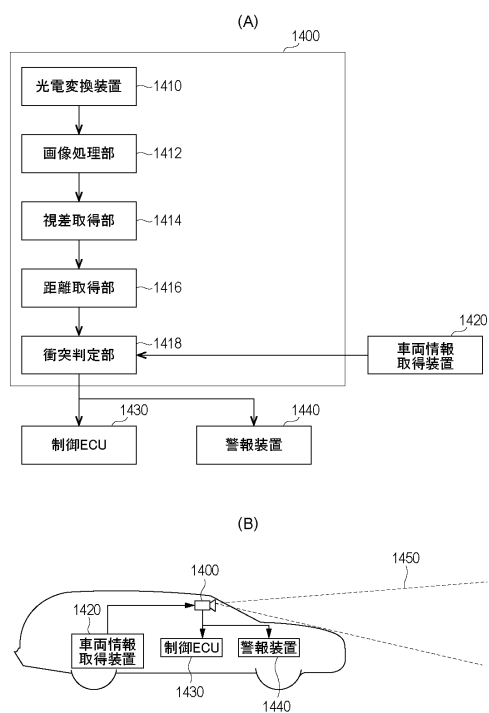 (A)
1400
光電変換装置
1410
画像処理部
1412
視差取得部
1414
距離取得部
1416
衝突判定部
1418
車両情報
取得装置
1420
1430
制御ECU
1440
警報装置
(B)
1400
1450
1420
車両情報
取得装置
制御ECU
1430
警報装置
1440